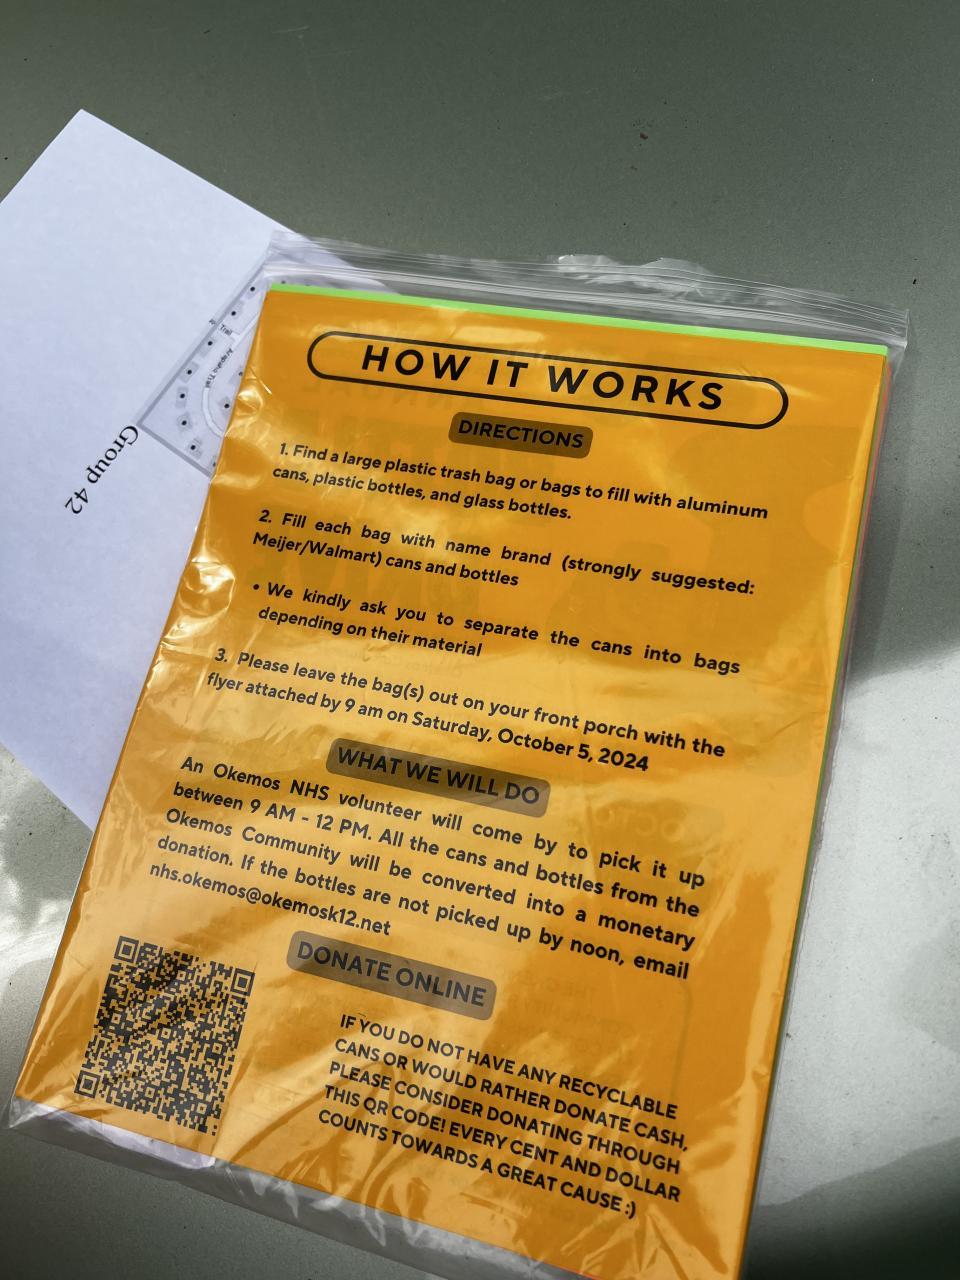 HOW IT WORKS
DIRECTIONS
1. Find a large plastic trash bag or bags to fill with aluminum
cans, plastic bottles, and glass bottles.
2. Fill each bag with name brand (strongly suggested:
Meijer/Walmart) cans and bottles
• We kindly ask you to separate the cans into bags
depending on their material
3. Please leave the bag(s) out on your front porch with the
flyer attached by 9 am on Saturday, October 5, 2024
WHAT WE WILL DO
An Okemos NHS volunteer will come by to pick it up
between 9 AM - 12 PM. All the cans and bottles from the
Okemos Community will be converted into a monetary
donation. If the bottles are not picked up by noon, email
nhs.okemos@okemosk12.net
DONATE ONLINE
IF YOU DO NOT HAVE ANY RECYCLABLE
CANS OR WOULD RATHER DONATE CASH,
PLEASE CONSIDER DONATING THROUGH
THIS QR CODE! EVERY CENT AND DOLLAR
COUNTS TOWARDS A GREAT CAUSE :)
Group 42
Trail
Arapaho Trail